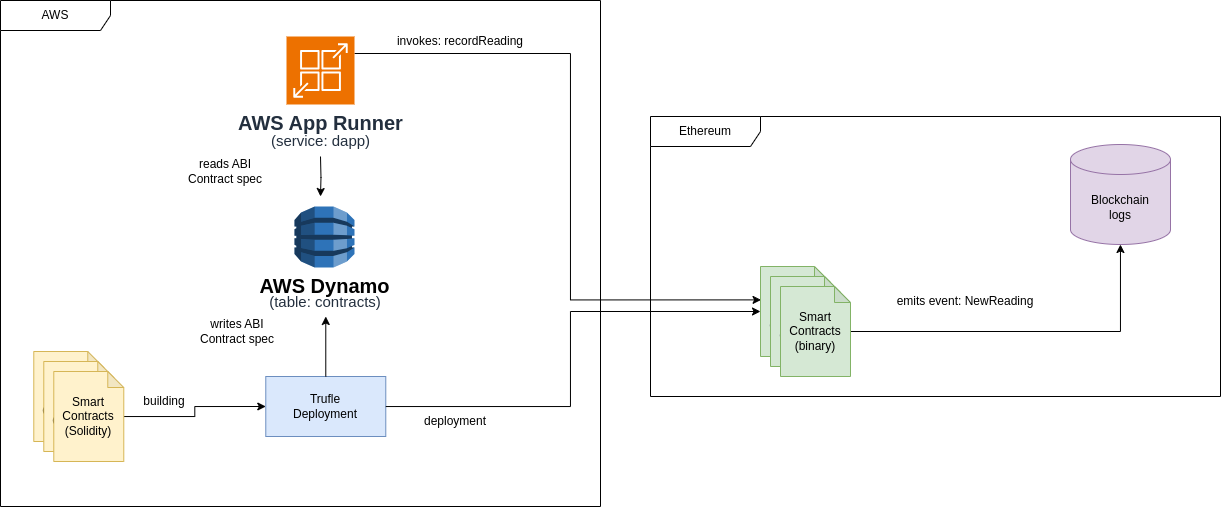 AWS
invokes: recordReading
AWS App Runner
(service: dapp)
reads ABI
Contract spec
AWS Dynamo
(table: contracts)
writes ABI
Contract spec
Smart
Contracts
(Solidity)
building
Trufle
Deployment
deployment
Ethereum
Blockchain
logs
Smart
Contracts
(binary)
emits event: NewReading